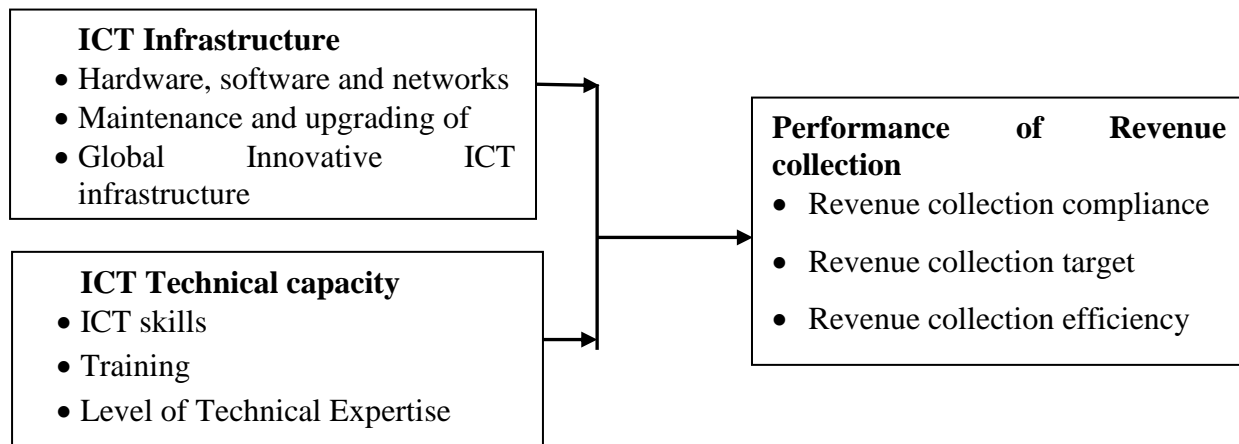 ICT Infrastructure
• Hardware, software and networks
• Maintenance and upgrading of
• Global Innovative ICT
infrastructure
ICT Technical capacity
• ICT skills
• Training
• Level of Technical Expertise
Performance of Revenue
collection
• Revenue collection compliance
• Revenue collection target
• Revenue collection efficiency